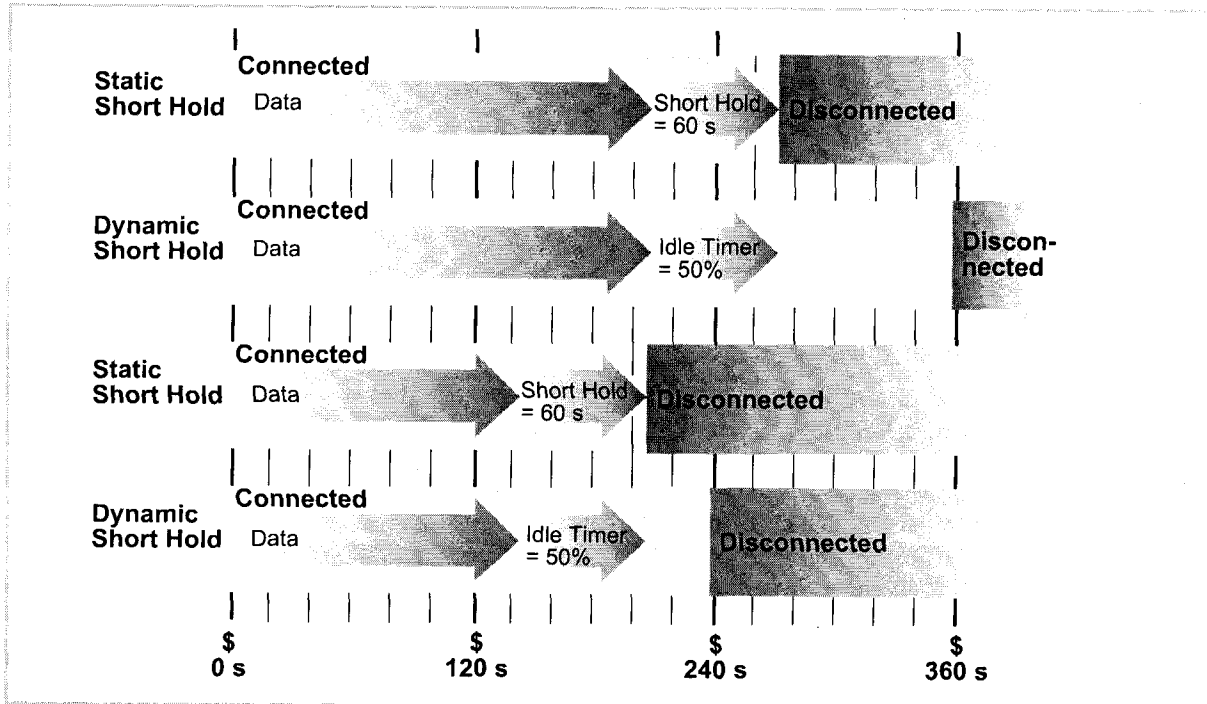 Static
Short Hold
Connected
Data
Short Hold
= 60 s
Disconnected
Dynamic
Short Hold
Connected
Data
Idle Timer
= 50%
Discon-
nected
Static
Short Hold
Connected
Data
Short Hold
= 60 s
Disconnected
Dynamic
Short Hold
Connected
Data
Idle Timer
= 50%
Disconnected
$ $ $ $
0 s 120 s 240 s 360 s